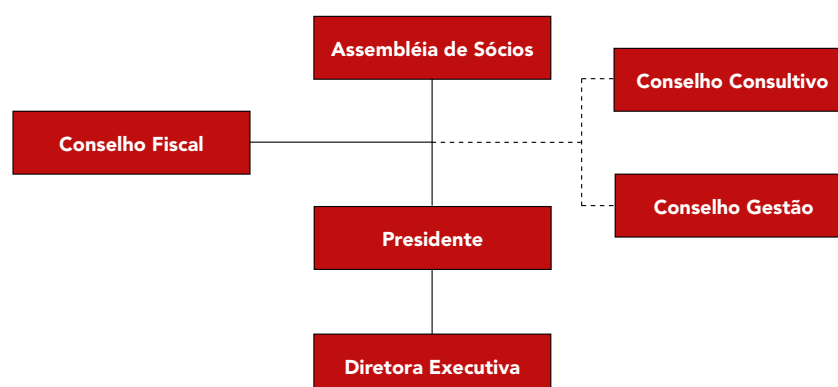 Assembléia de Sócios
Conselho Consultivo
Conselho Fiscal
Conselho Gestão
Presidente
Diretora Executiva